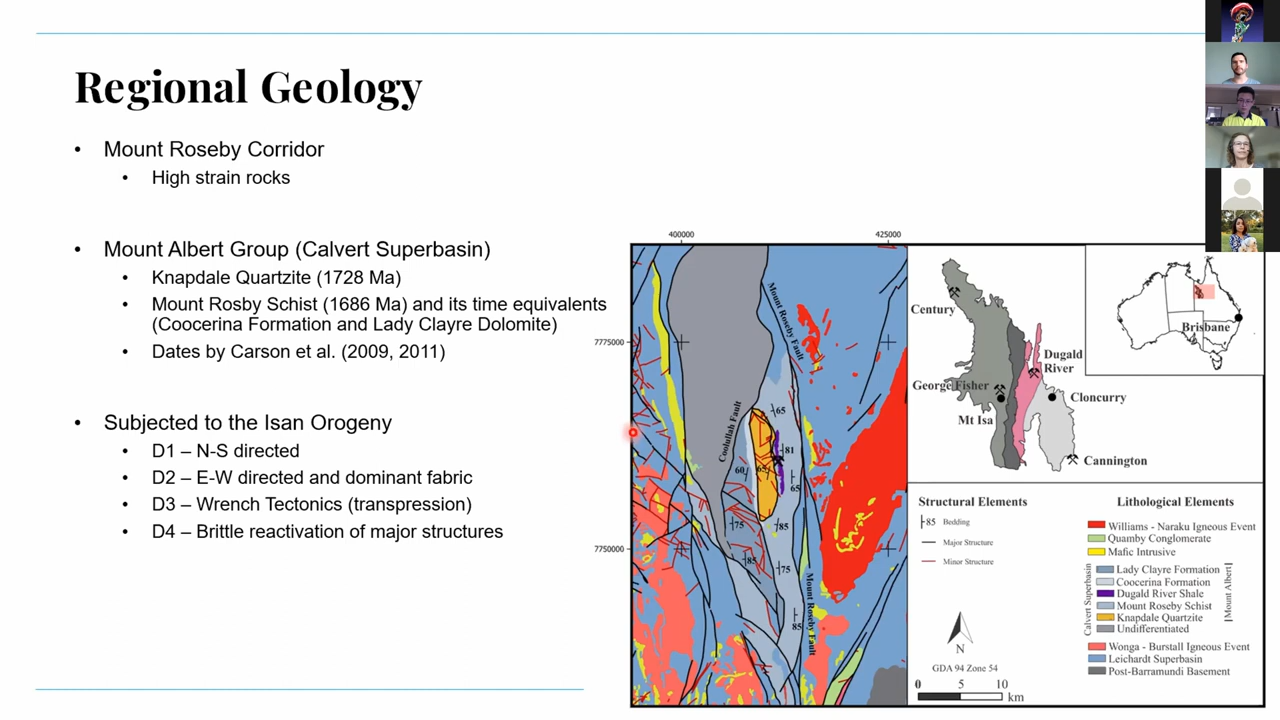 Regional Geology
• Mount Roseby Corridor
• High strain rocks
• Mount Albert Group (Calvert Superbasin)
• Knapdale Quartzite (1728 Ma)
• Mount Rosby Schist (1686 Ma) and its time equivalents
(Coocerina Formation and Lady Clayre Dolomite)
• Dates by Carson et al. (2009, 2011)
• Subjected to the Isan Orogeny
• D1 – N-S directed
• D2 – E-W directed and dominant fabric
• D3 – Wrench Tectonics (transpression)
• D4 – Brittle reactivation of major structures
400000
425000
7775000
7750000
Mount Roseby Fault
Coolullah Fault
65
81
60
65
65
75
85
85
75
85
Mount Roseby Fault
Century
Dugald
River
George Fisher
Cloncurry
Mt Isa
Cannington
Brisbane
Structural Elements
85 Bedding
Major Structure
Minor Structure
N
GDA 94 Zone 54
0 5 10
km
Lithological Elements
Williams - Naraku Igneous Event
Quamby Conglomerate
Mafic Intrusive
Calvert Superbasin
Lady Clayre Formation
Coocerina Formation
Dugald River Shale
Mount Roseby Schist
Knapdale Quartzite
Undifferentiated
Mount Albert
Wonga - Burstall Igneous Event
Leichardt Superbasin
Post-Barramundi Basement